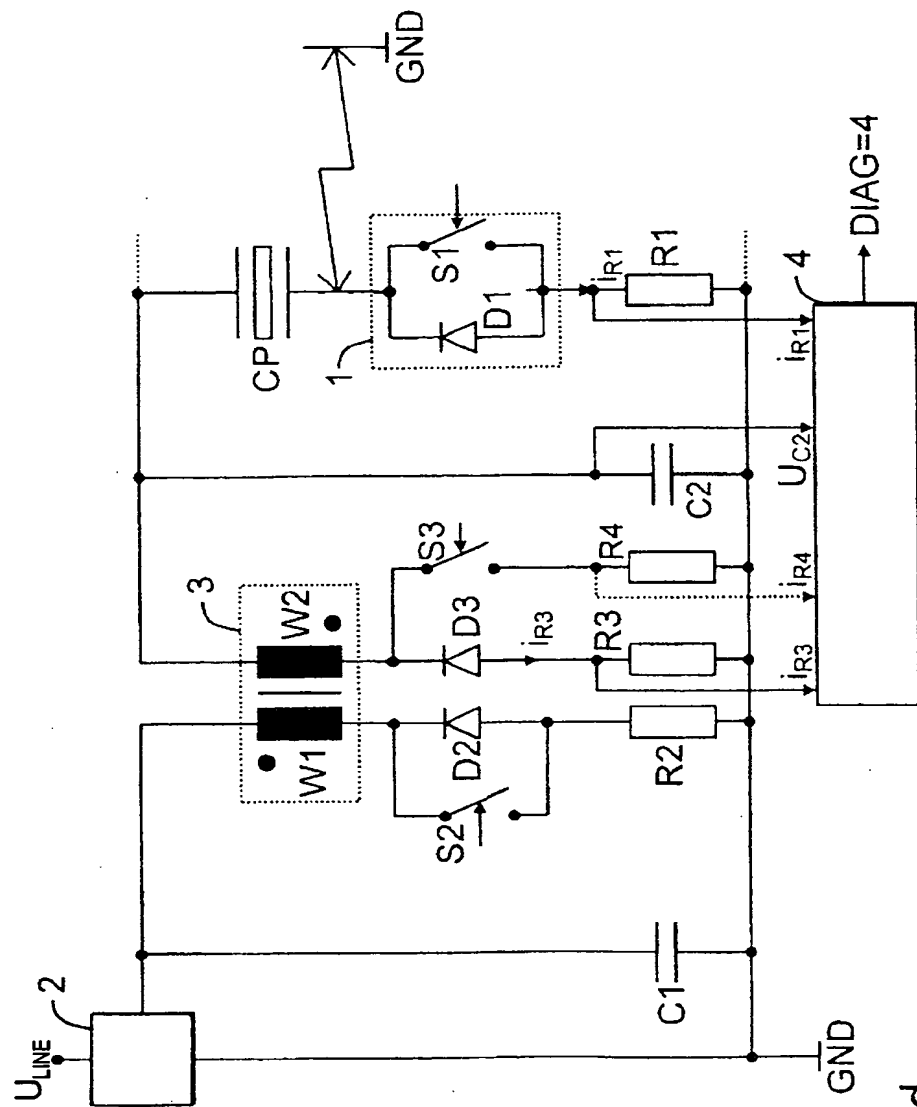 U_LINE
2
GND
C1
3
W1
W2
S2
D2
R2
D3
i_R3
R3
S3
R4
C2
CP
1
D1
S1
i_R1
R1
GND
i_R3
i_R4
U_C2
i_R1
4
DIAG=4